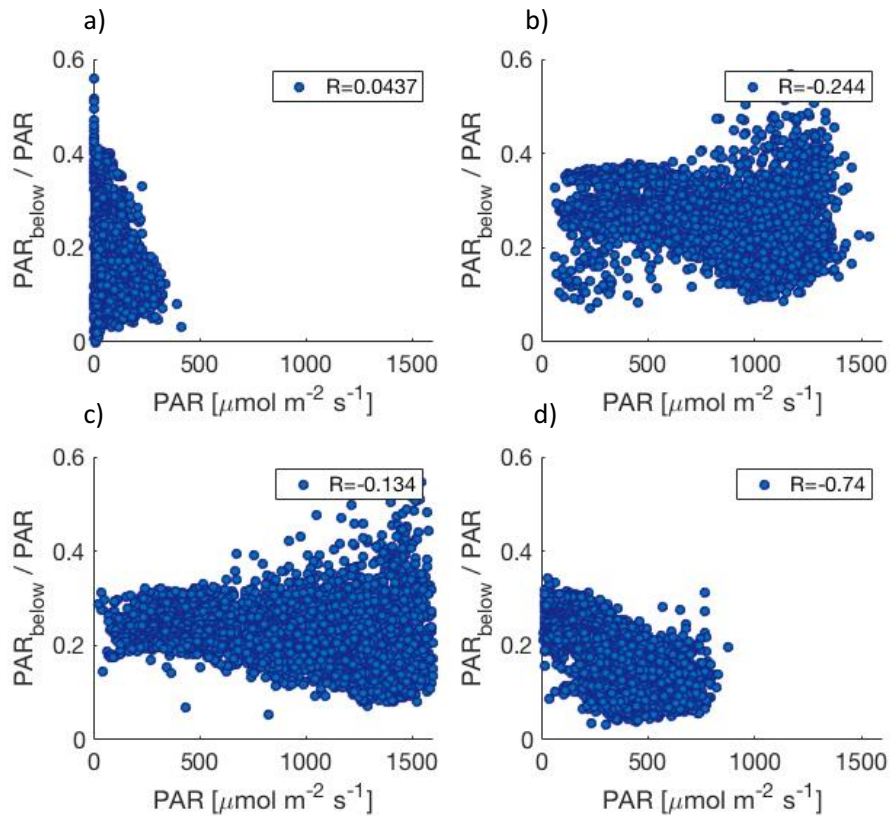 a)
0.6
0.4
0.2
0
PAR_below / PAR
R=0.0437
0 500 1000 1500
PAR [μmol m⁻² s⁻¹]
b)
0.6
0.4
0.2
0
PAR_below / PAR
R=-0.244
0 500 1000 1500
PAR [μmol m⁻² s⁻¹]
c)
0.6
0.4
0.2
0
PAR_below / PAR
R=-0.134
0 500 1000 1500
PAR [μmol m⁻² s⁻¹]
d)
0.6
0.4
0.2
0
PAR_below / PAR
R=-0.74
0 500 1000 1500
PAR [μmol m⁻² s⁻¹]